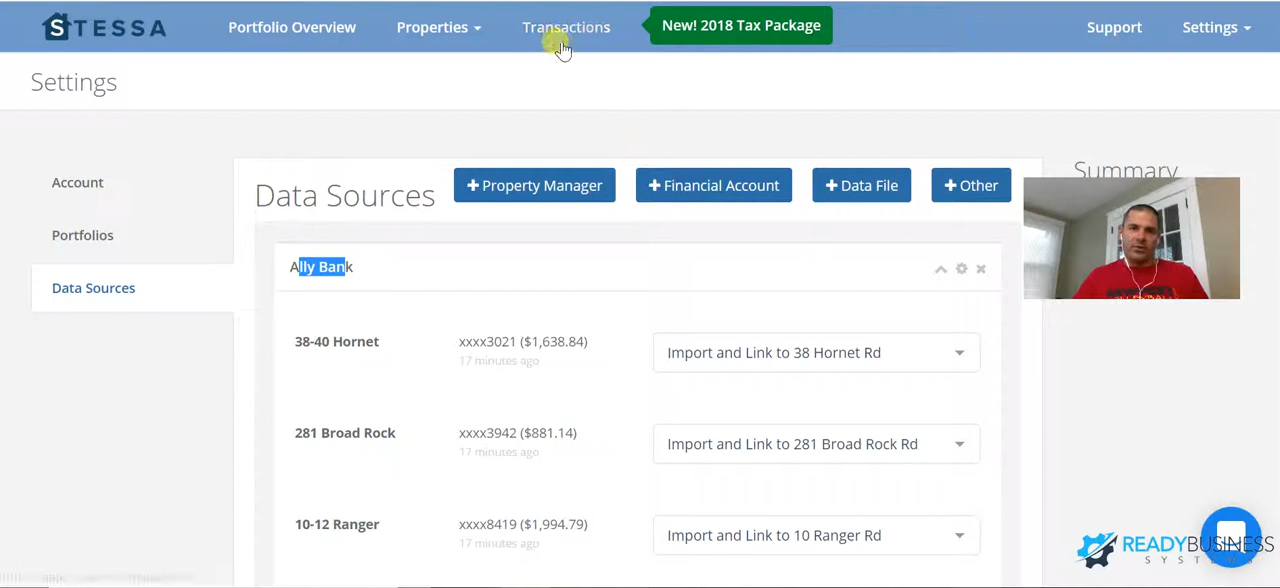 STESSA
Portfolio Overview
Properties
Transactions
New! 2018 Tax Package
Support
Settings
Settings
Account
Portfolios
Data Sources
Data Sources
+ Property Manager
+ Financial Account
+ Data File
+ Other
Summary
Ally Bank
38-40 Hornet
xxxx3021 ($1,638.84)
17 minutes ago
Import and Link to 38 Hornet Rd
281 Broad Rock
xxxx3942 ($881.14)
17 minutes ago
Import and Link to 281 Broad Rock Rd
10-12 Ranger
xxxx8419 ($1,994.79)
17 minutes ago
Import and Link to 10 Ranger Rd
READYBUSINESS
SYSTEMS